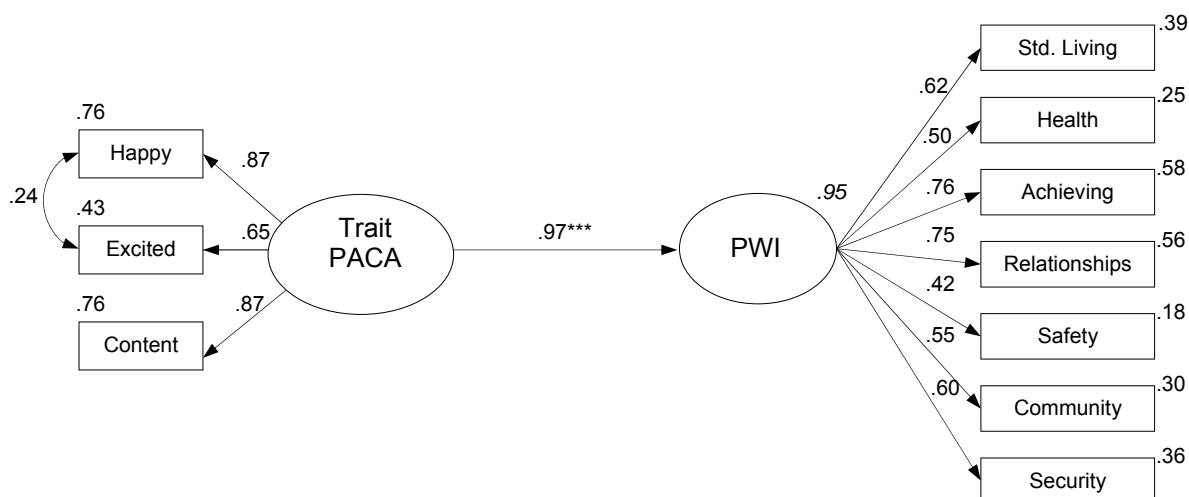 .76
Happy
.87
.24
.43
Excited
.65
.76
Content
.87
Trait
PACA
.97***
PWI
.95
.62
.50
.76
.75
.42
.55
.60
Std. Living
.39
Health
.25
Achieving
.58
Relationships
.56
Safety
.18
Community
.30
Security
.36